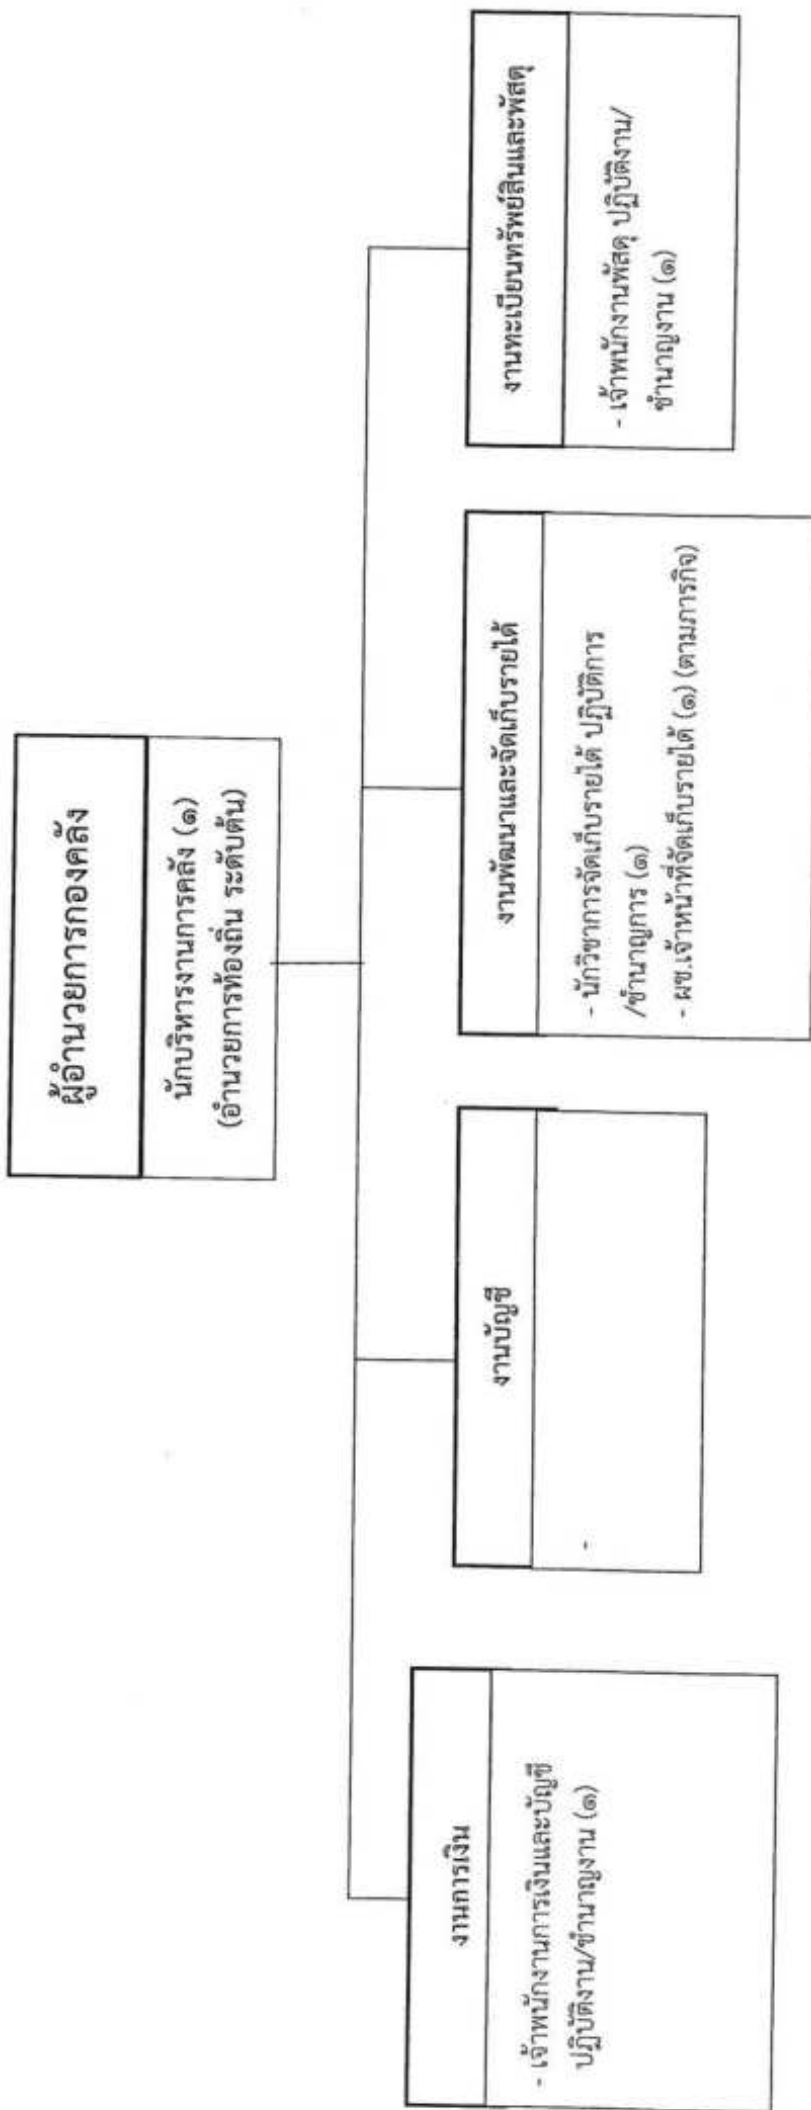 ผู้อำนวยการกองคลัง
นักบริหารงานการคลัง (๑)
(อำนวยการท้องถิ่น ระดับต้น)
งานการเงิน
- เจ้าพนักงานการเงินและบัญชี
ปฏิบัติงาน/ชำนาญงาน (๑)
งานบัญชี
-
งานพัฒนาและจัดเก็บรายได้
- นักวิชาการจัดเก็บรายได้ ปฏิบัติการ
/ชำนาญการ (๑)
- ผช.เจ้าหน้าที่จัดเก็บรายได้ (๑) (ตามภารกิจ)
งานทะเบียนทรัพย์สินและพัสดุ
- เจ้าพนักงานพัสดุ ปฏิบัติงาน/
ชำนาญงาน (๑)